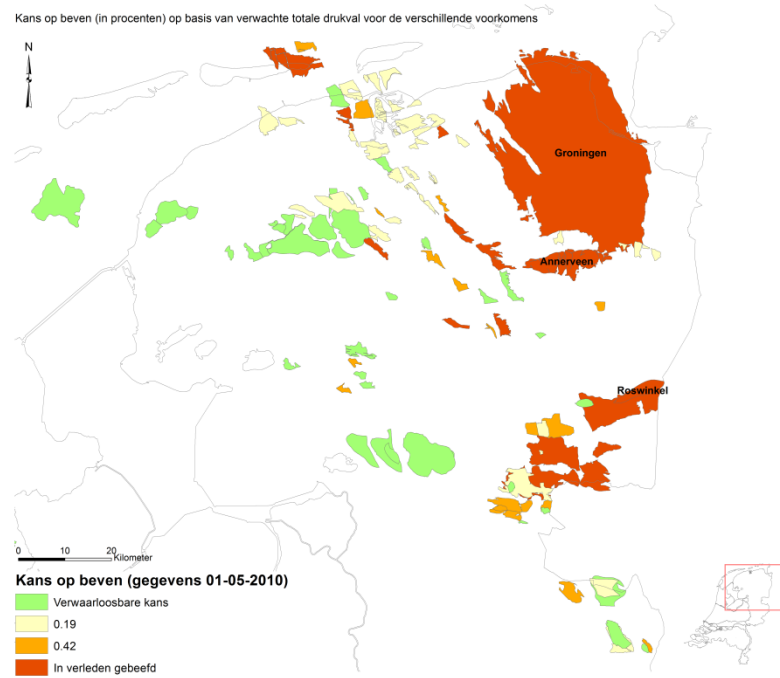 Kans op beven (in procenten) op basis van verwachte totale drukval voor de verschillende voorkomens
N
Groningen
Annerveen
Roswinkel
0 10 20
Kilometer
Kans op beven (gegevens 01-05-2010)
Verwaarloosbare kans
0.19
0.42
In verleden gebeefd